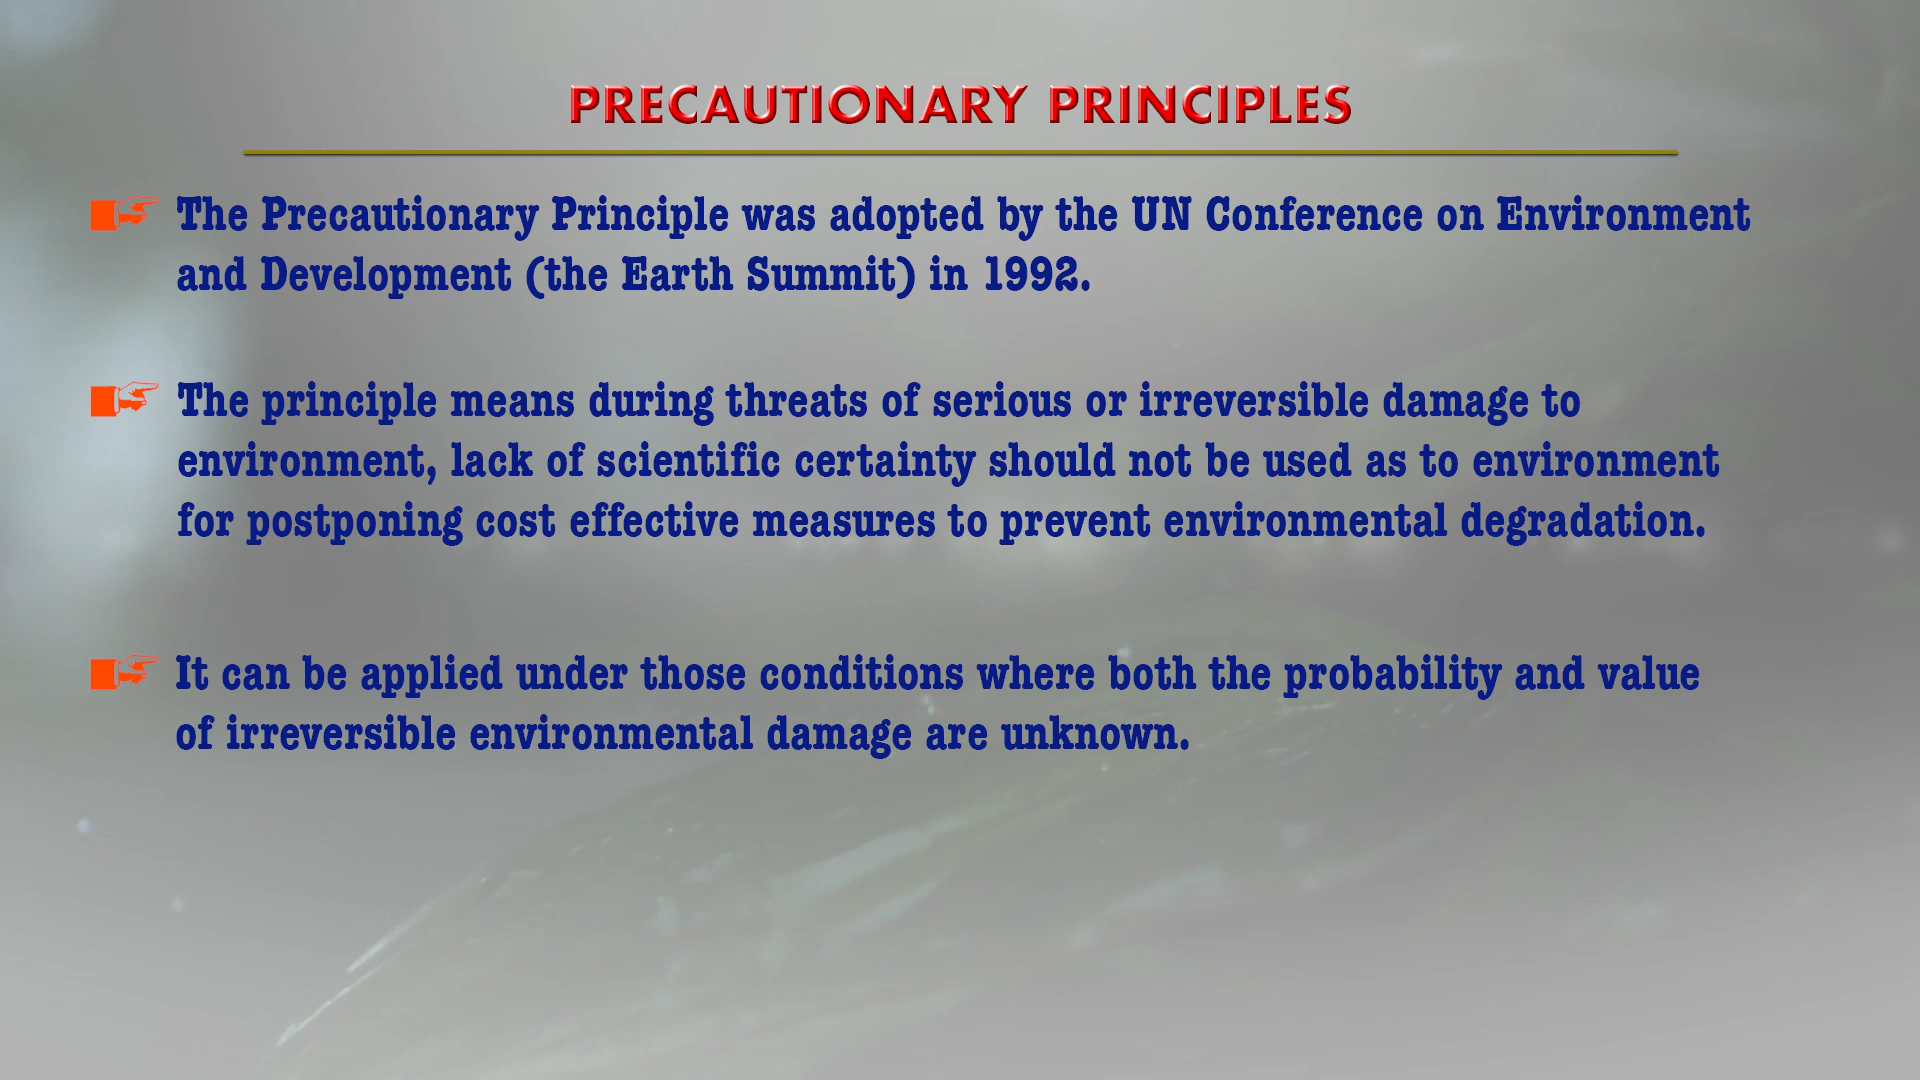 PRECAUTIONARY PRINCIPLES
The Precautionary Principle was adopted by the UN Conference on Environment
and Development (the Earth Summit) in 1992.
The principle means during threats of serious or irreversible damage to
environment, lack of scientific certainty should not be used as to environment
for postponing cost effective measures to prevent environmental degradation.
It can be applied under those conditions where both the probability and value
of irreversible environmental damage are unknown.